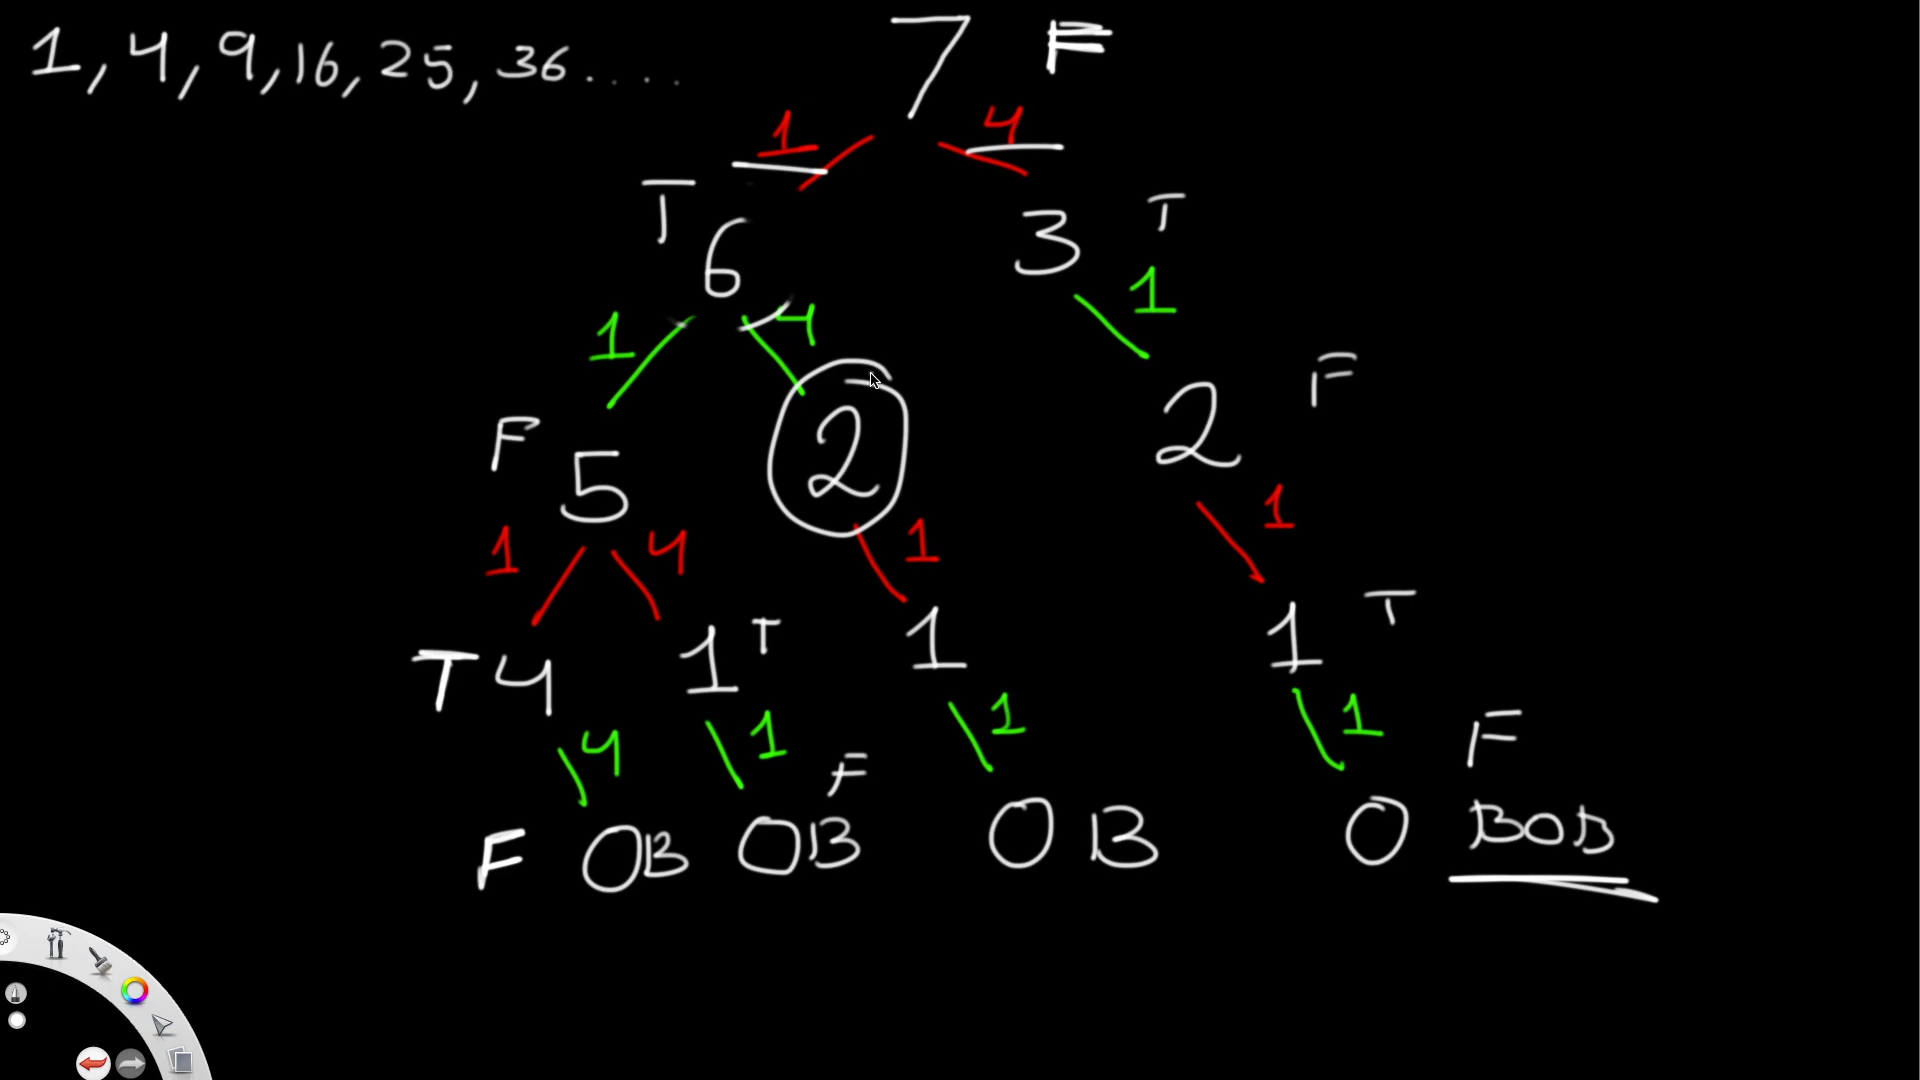 1, 4, 9, 16, 25, 36....
7 F
1 4
T 6 3 T
1 4 1
F 5 2 2 F
1 4 1 1
T 4 1 T 1 1 T
4 1 F 1 1 F
F 0B 0B 0 B 0 BOB